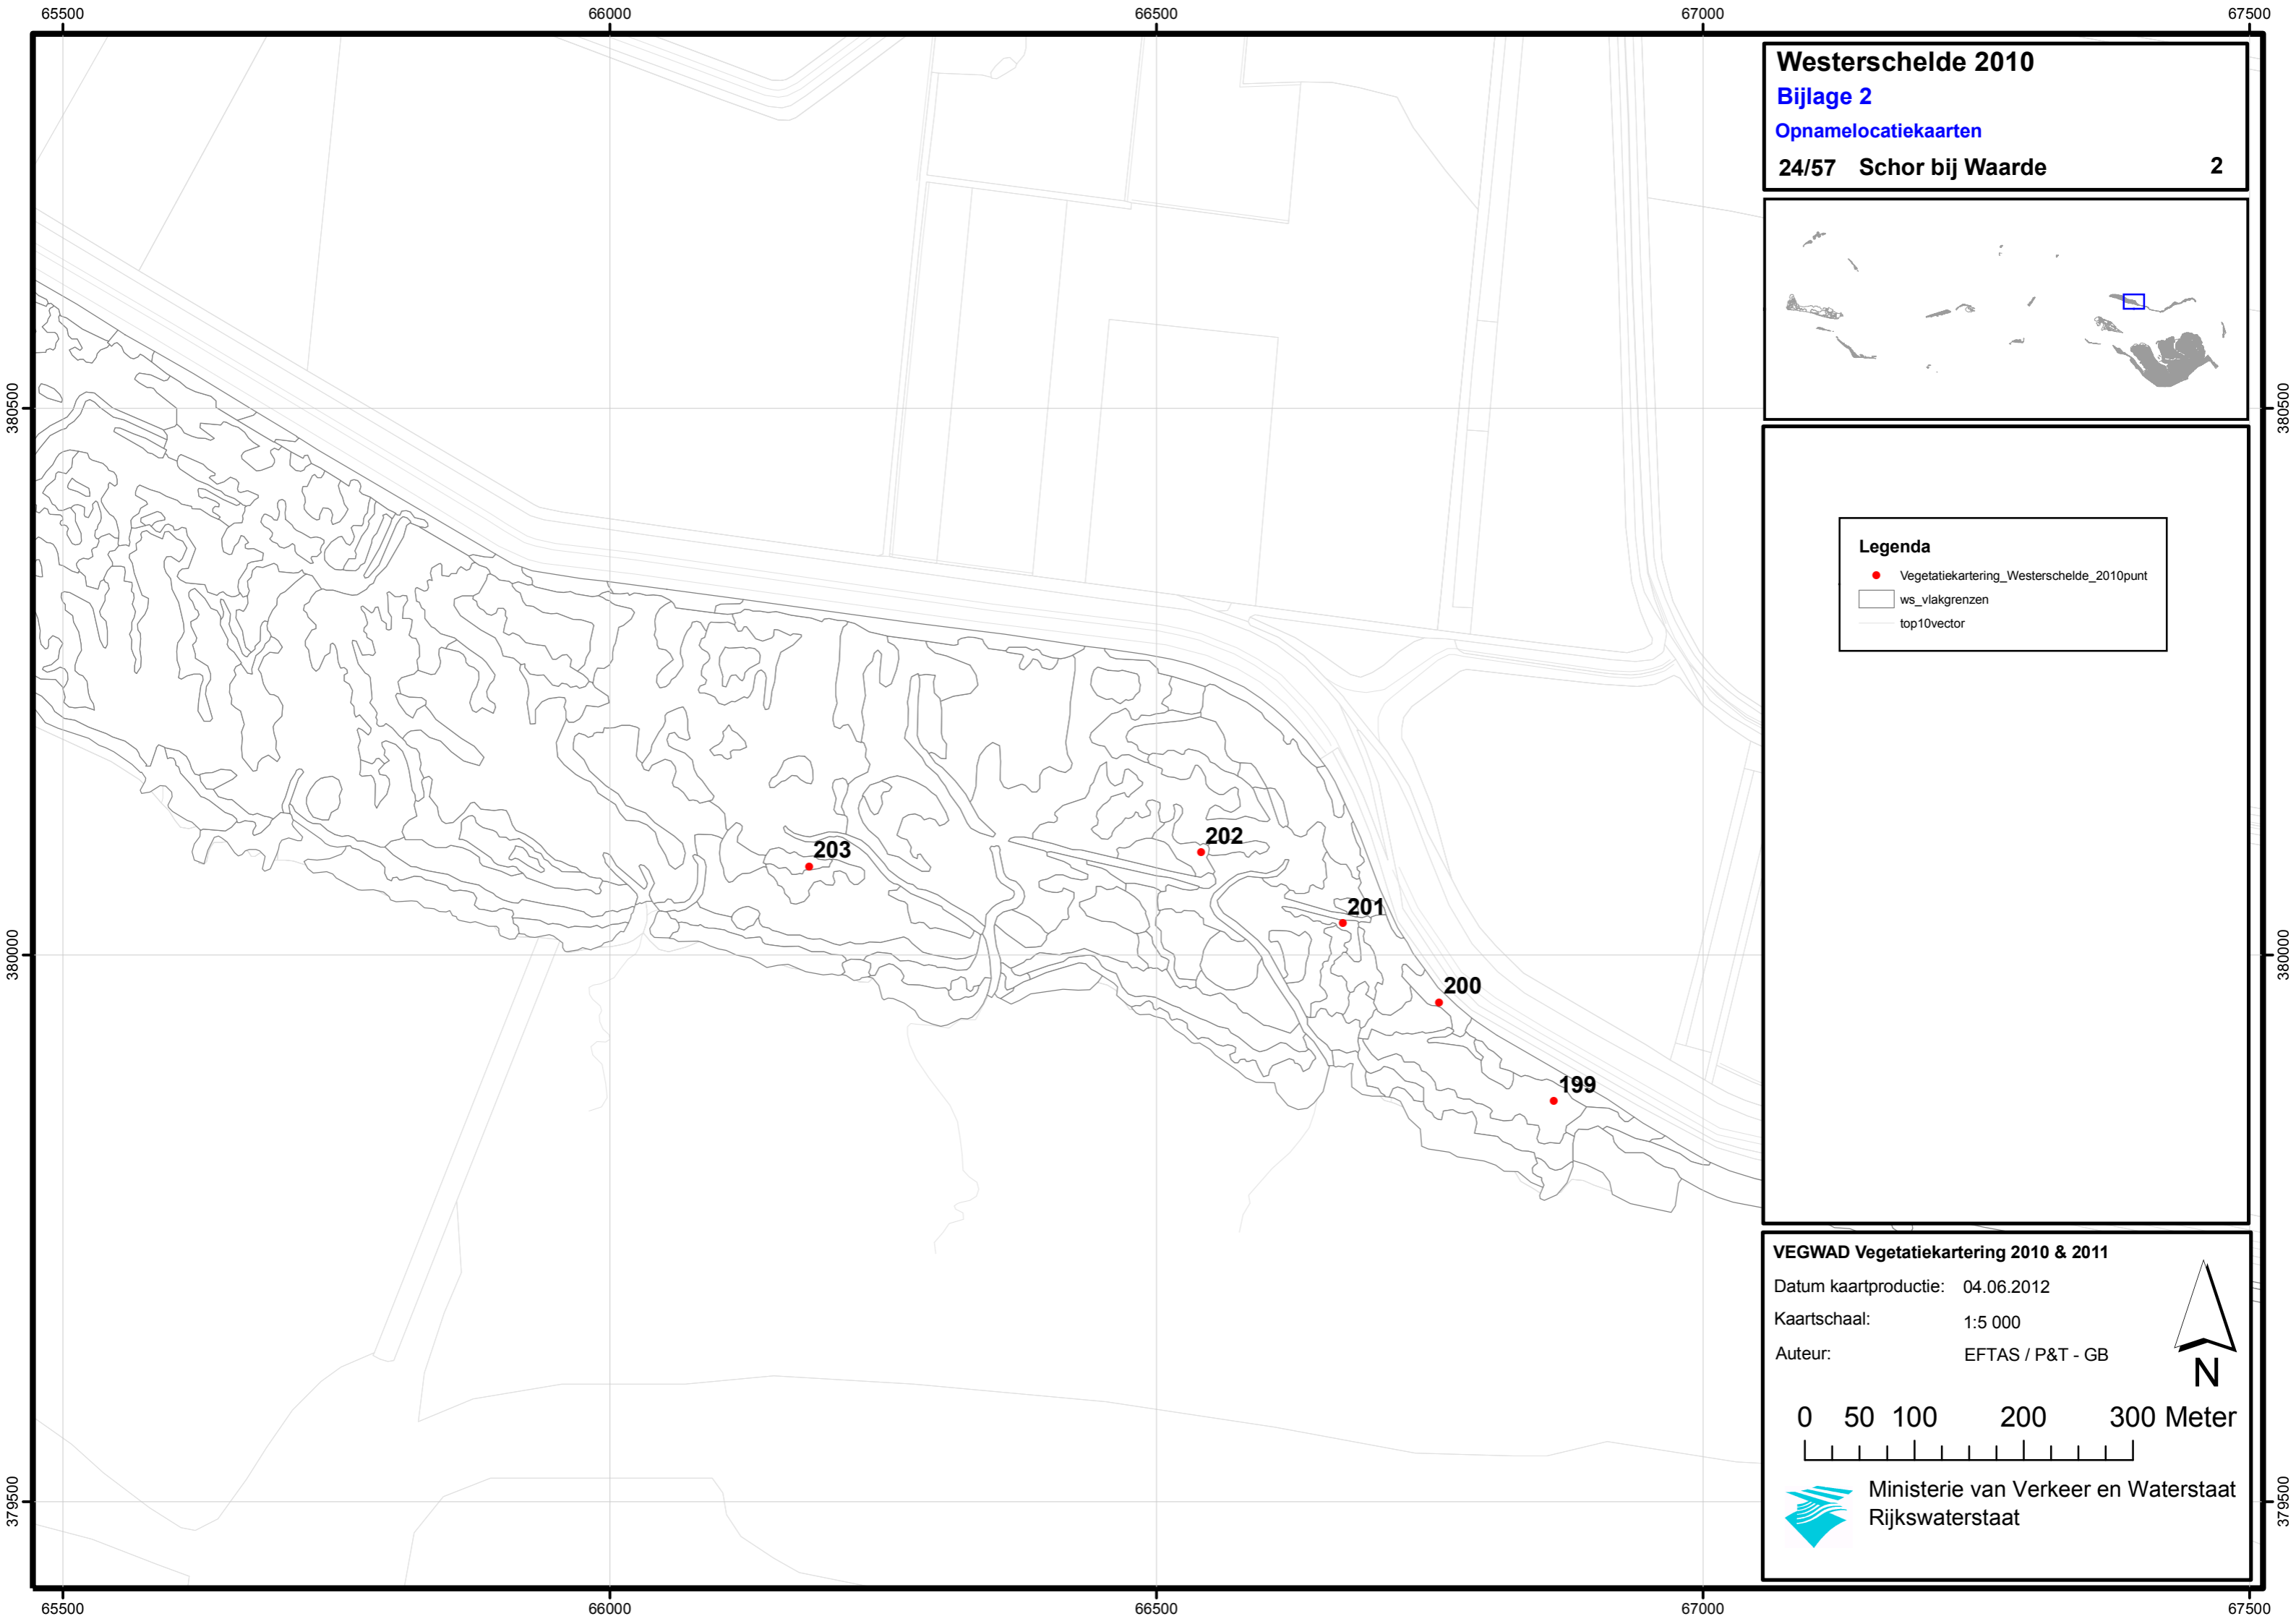 65500 66000 66500 67000 67500
Westerschelde 2010
Bijlage 2
Opnamelocatiekaarten
24/57 Schor bij Waarde 2
380500 380500
Legenda
Vegetatiekartering_Westerschelde_2010punt
ws_vlakgrenzen
top10vector
202
203
201
380000 380000
200
199
VEGWAD Vegetatiekartering 2010 & 2011
Datum kaartproductie: 04.06.2012
Kaartschaal: 1:5 000
Auteur: EFTAS / P&T - GB
N
0 50 100 200 300 Meter
379500 379500
Ministerie van Verkeer en Waterstaat
Rijkswaterstaat
65500 66000 66500 67000 67500